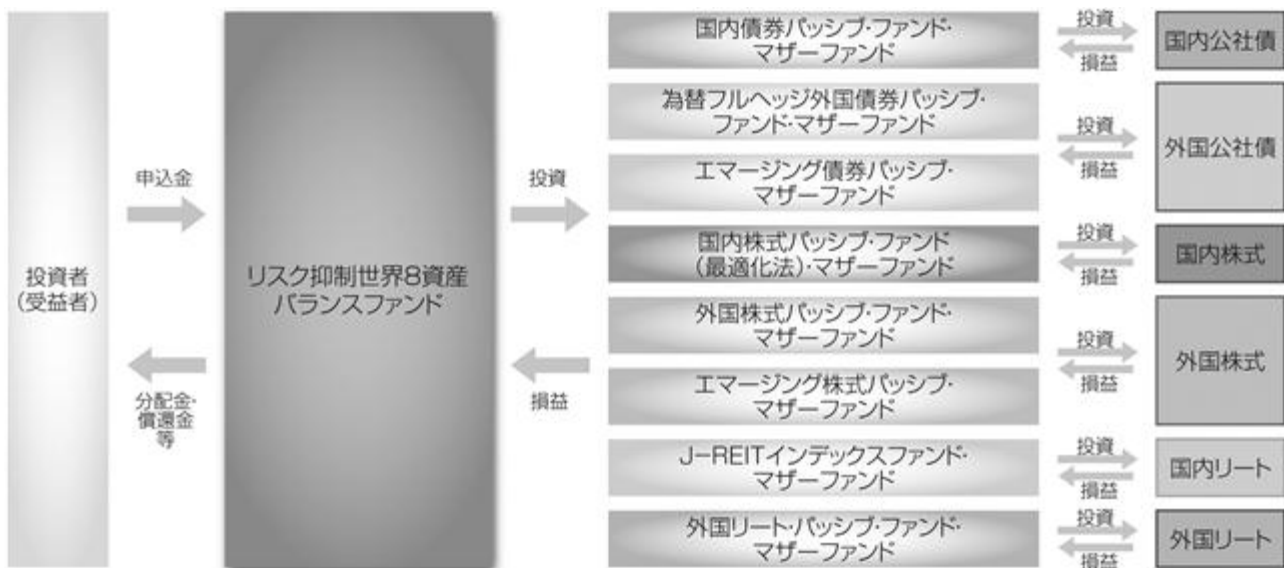 投資者
(受益者)
申込金
分配金・
償還金
等
リスク抑制世界8資産
バランスファンド
投資
損益
国内債券パッシブ・ファンド・
マザーファンド
投資
損益
国内公社債
為替フルヘッジ外国債券パッシブ・
ファンド・マザーファンド
エマージング債券パッシブ・
マザーファンド
投資
損益
外国公社債
国内株式パッシブ・ファンド
(最適化法)・マザーファンド
投資
損益
国内株式
外国株式パッシブ・ファンド・
マザーファンド
エマージング株式パッシブ・
マザーファンド
投資
損益
外国株式
J-REITインデックスファンド・
マザーファンド
投資
損益
国内リート
外国リート・パッシブ・ファンド・
マザーファンド
投資
損益
外国リート